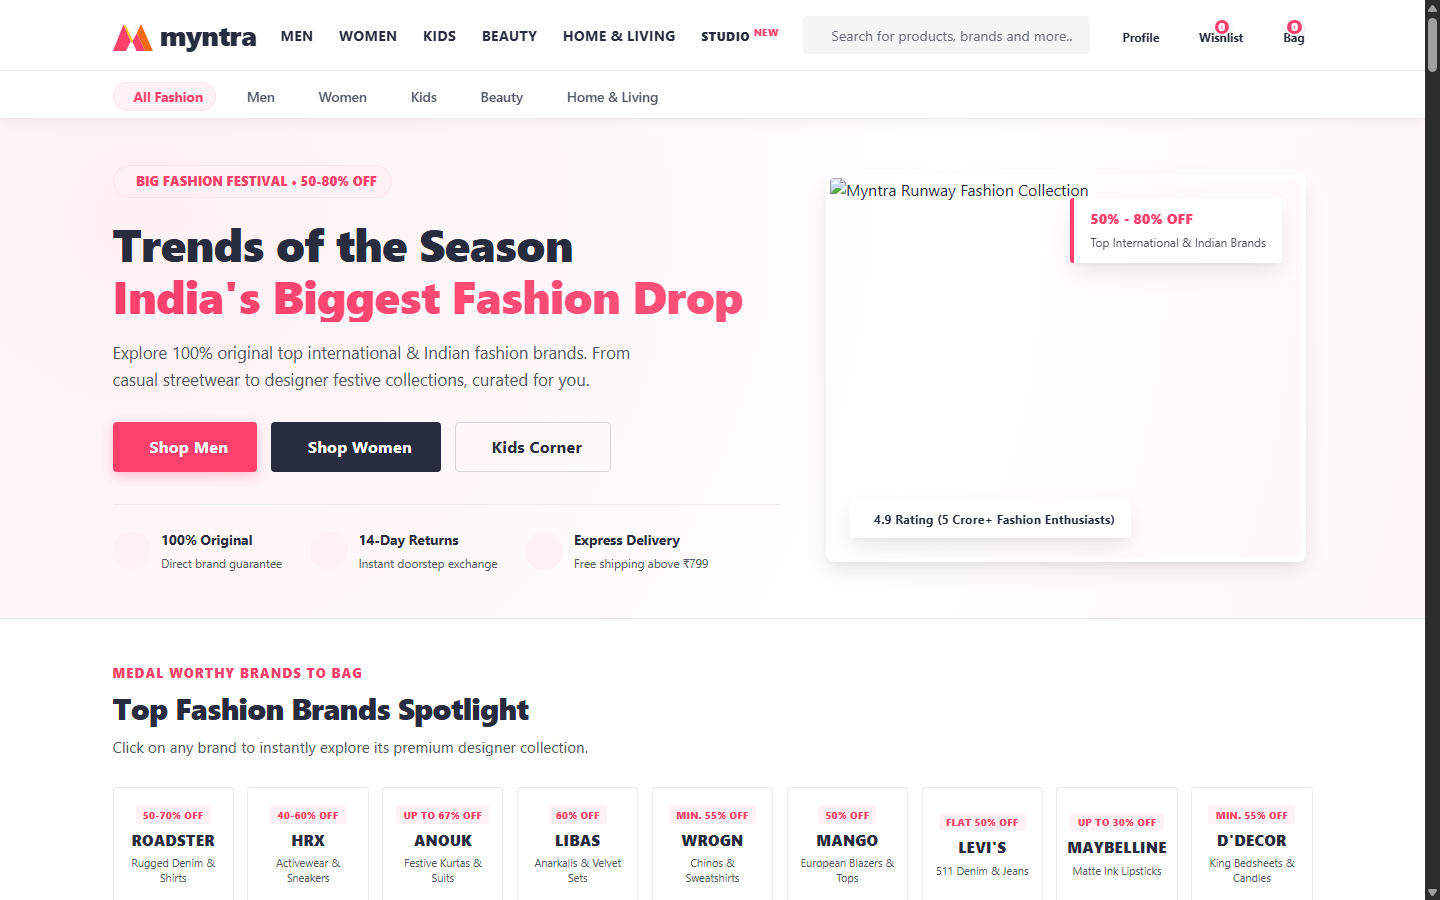 myntra
MEN
WOMEN
KIDS
BEAUTY
HOME & LIVING
STUDIO NEW
Search for products, brands and more..
Profile
0
Wishlist
0
Bag
All Fashion
Men
Women
Kids
Beauty
Home & Living
BIG FASHION FESTIVAL • 50-80% OFF
Trends of the Season
India's Biggest Fashion Drop
Explore 100% original top international & Indian fashion brands. From
casual streetwear to designer festive collections, curated for you.
Shop Men
Shop Women
Kids Corner
100% Original
Direct brand guarantee
14-Day Returns
Instant doorstep exchange
Express Delivery
Free shipping above ₹799
Myntra Runway Fashion Collection
50% - 80% OFF
Top International & Indian Brands
4.9 Rating (5 Crore+ Fashion Enthusiasts)
MEDAL WORTHY BRANDS TO BAG
Top Fashion Brands Spotlight
Click on any brand to instantly explore its premium designer collection.
50-70% OFF
ROADSTER
Rugged Denim &
Shirts
40-60% OFF
HRX
Activewear &
Sneakers
UP TO 67% OFF
ANOUK
Festive Kurtas &
Suits
60% OFF
LIBAS
Anarkalis & Velvet
Sets
MIN. 55% OFF
WROGN
Chinos &
Sweatshirts
50% OFF
MANGO
European Blazers &
Tops
FLAT 50% OFF
LEVI'S
511 Denim & Jeans
UP TO 30% OFF
MAYBELLINE
Matte Ink Lipsticks
MIN. 55% OFF
D'DECOR
King Bedsheets &
Candles